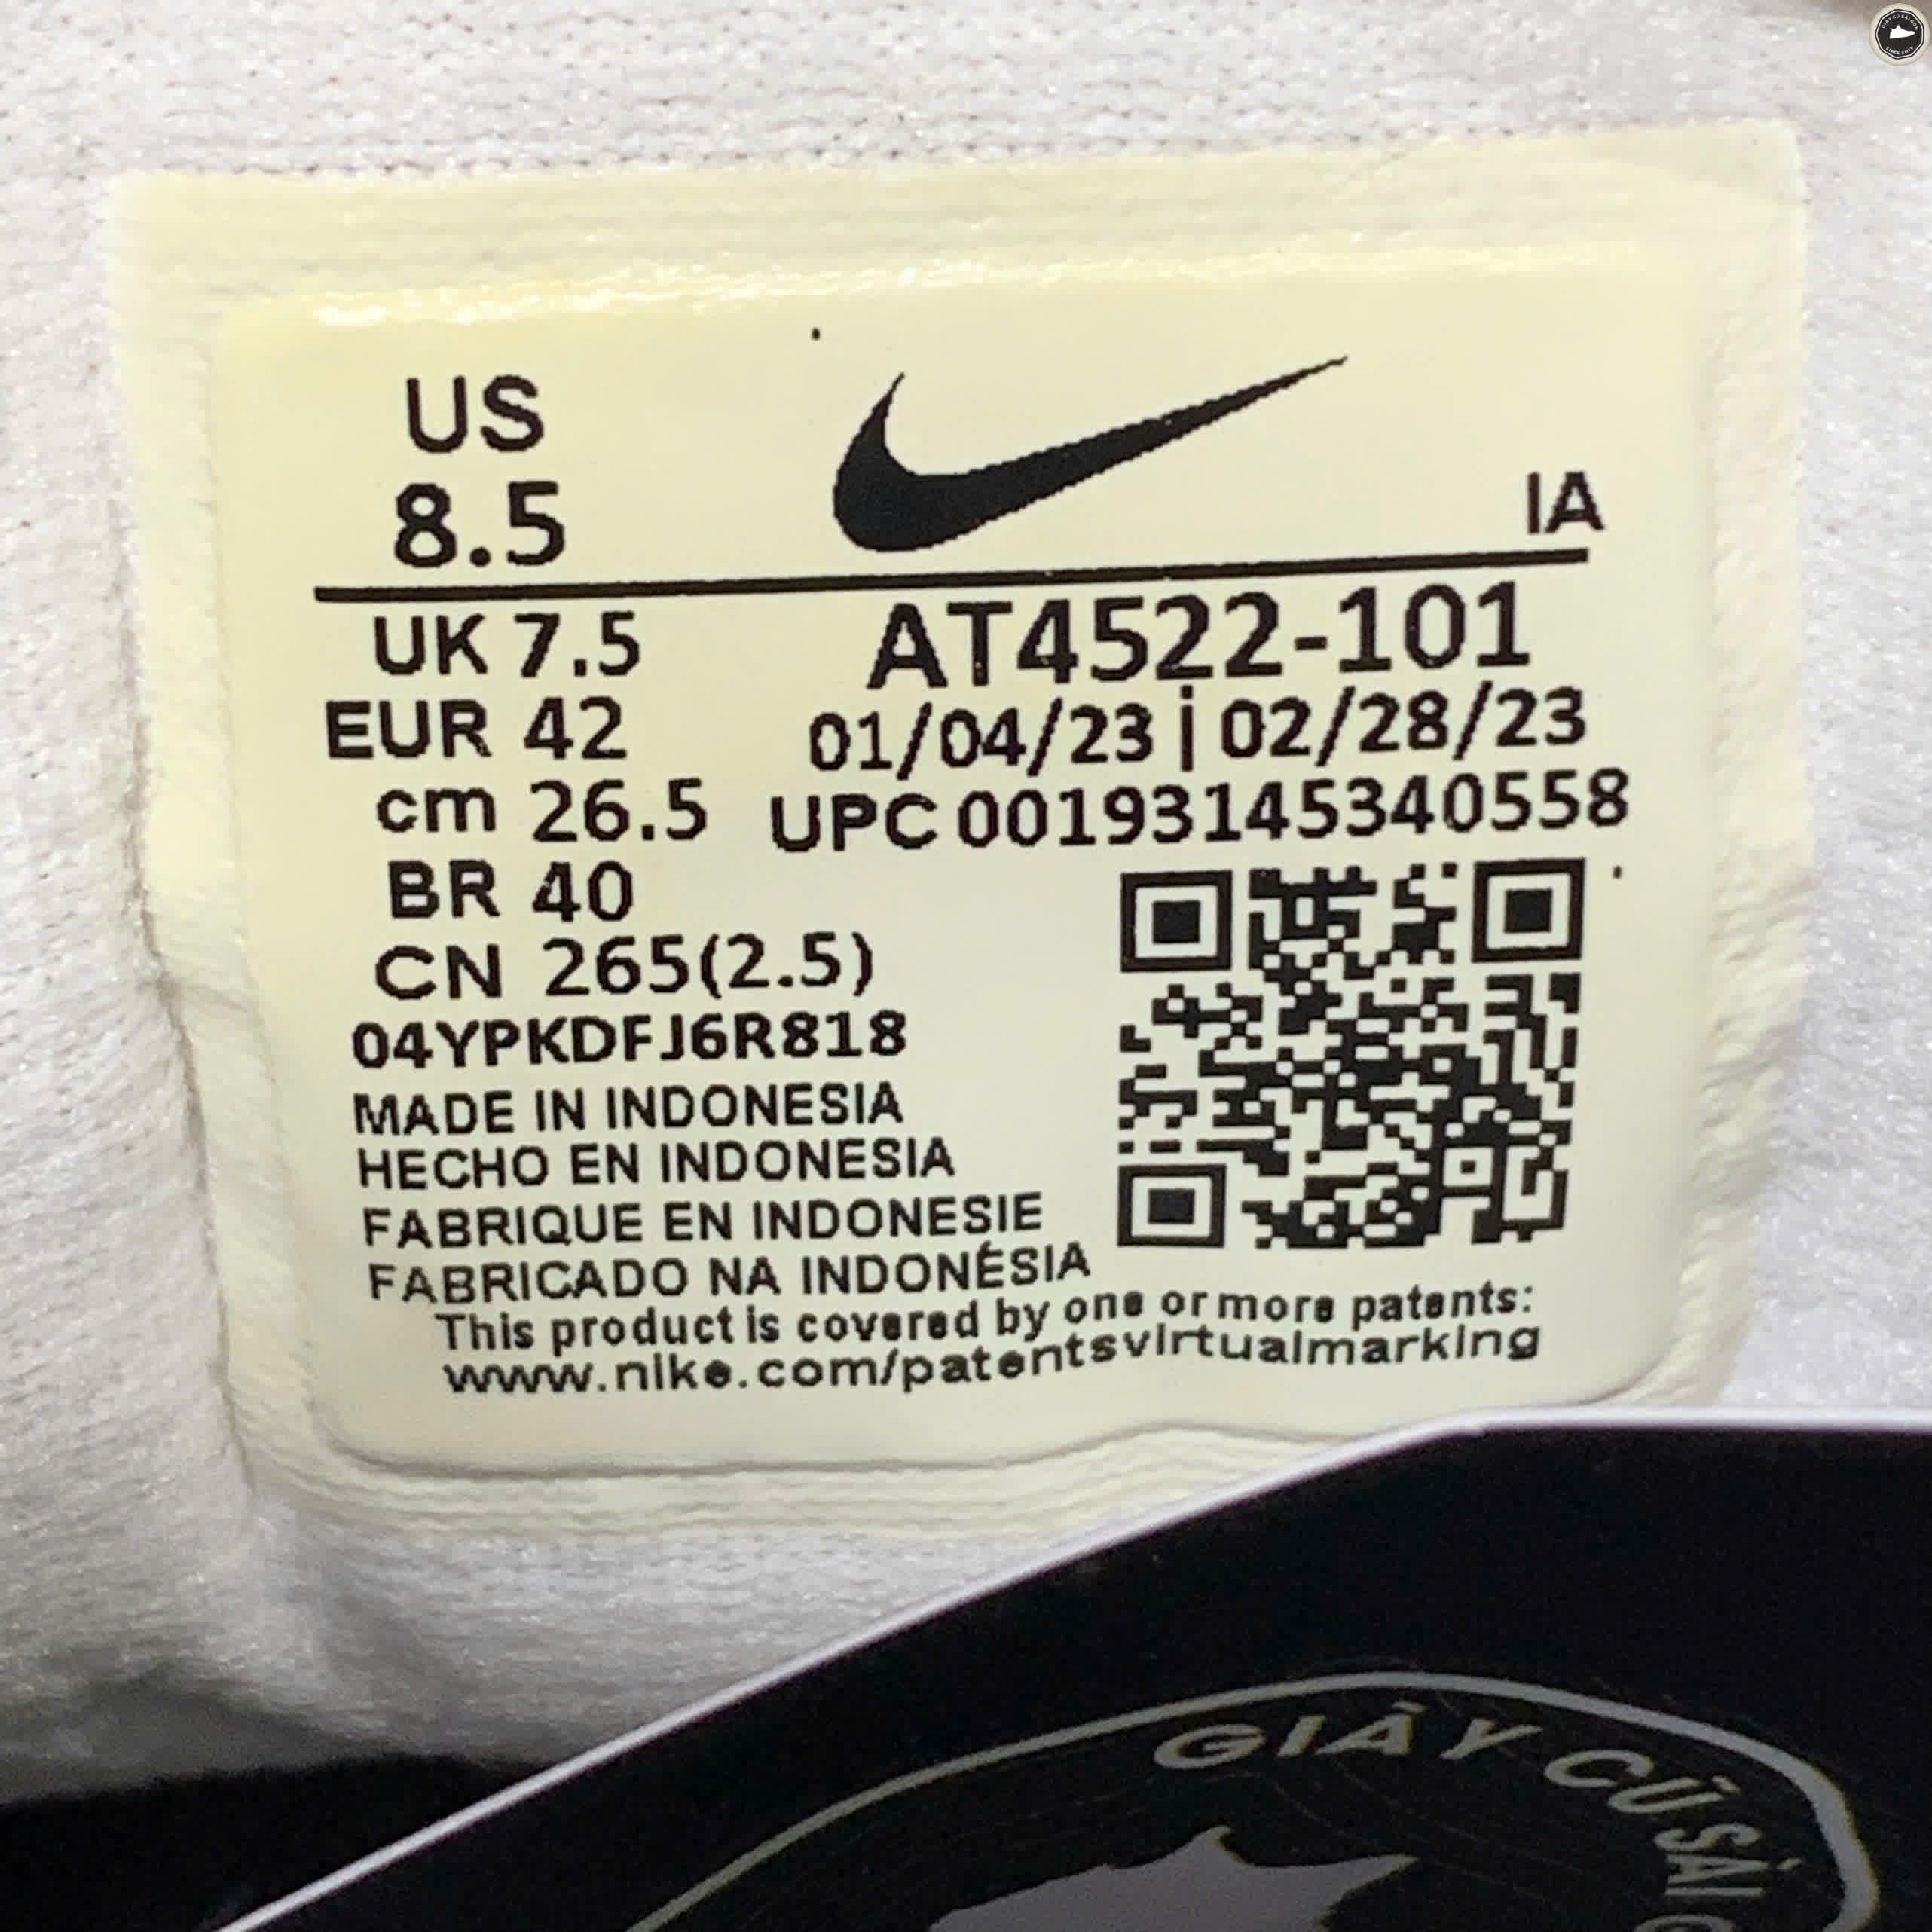 US
8.5
IA
UK 7.5
EUR 42
cm 26.5
BR 40
CN 265(2.5)
AT4522-101
01/04/23 | 02/28/23
UPC 00193145340558
04YPKDFJ6R818
MADE IN INDONESIA
HECHO EN INDONESIA
FABRIQUE EN INDONESIE
FABRICADO NA INDONÉSIA
This product is covered by one or more patents:
www.nike.com/patentsvirtualmarking
GIÀY CŨ SÀI